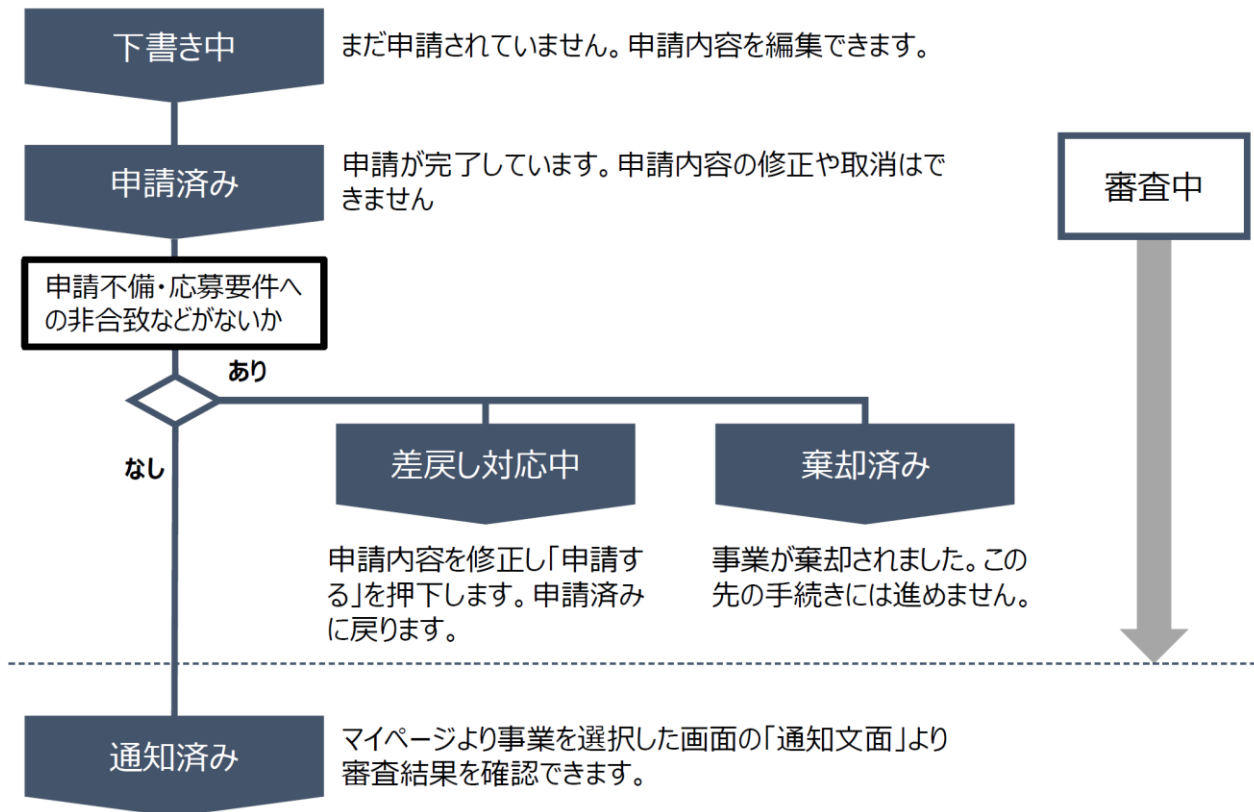 下書き中
まだ申請されていません。申請内容を編集できます。
申請済み
申請が完了しています。申請内容の修正や取消はで
きません
審査中
申請不備・応募要件へ
の非合致などがないか
あり
なし
差戻し対応中
棄却済み
申請内容を修正し「申請す
る」を押下します。申請済み
に戻ります。
事業が棄却されました。この
先の手続きには進めません。
通知済み
マイページより事業を選択した画面の「通知文面」より
審査結果を確認できます。